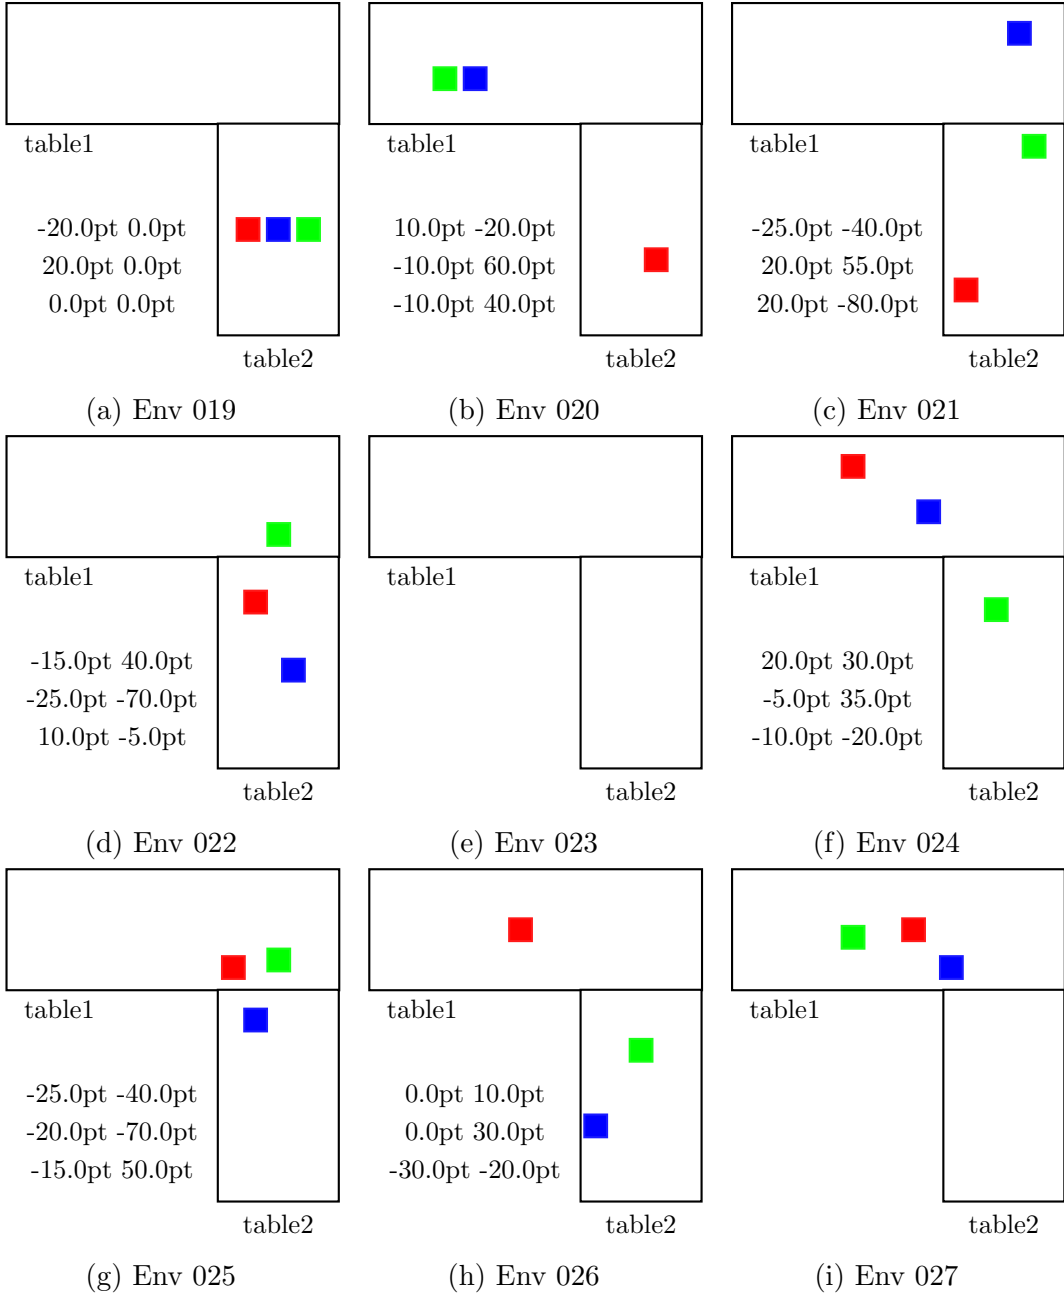 table1
-20.0pt 0.0pt
20.0pt 0.0pt
0.0pt 0.0pt
table2
(a) Env 019
table1
10.0pt -20.0pt
-10.0pt 60.0pt
-10.0pt 40.0pt
table2
(b) Env 020
table1
-25.0pt -40.0pt
20.0pt 55.0pt
20.0pt -80.0pt
table2
(c) Env 021
table1
-15.0pt 40.0pt
-25.0pt -70.0pt
10.0pt -5.0pt
table2
(d) Env 022
table1
table2
(e) Env 023
table1
20.0pt 30.0pt
-5.0pt 35.0pt
-10.0pt -20.0pt
table2
(f) Env 024
table1
-25.0pt -40.0pt
-20.0pt -70.0pt
-15.0pt 50.0pt
table2
(g) Env 025
table1
0.0pt 10.0pt
0.0pt 30.0pt
-30.0pt -20.0pt
table2
(h) Env 026
table1
table2
(i) Env 027